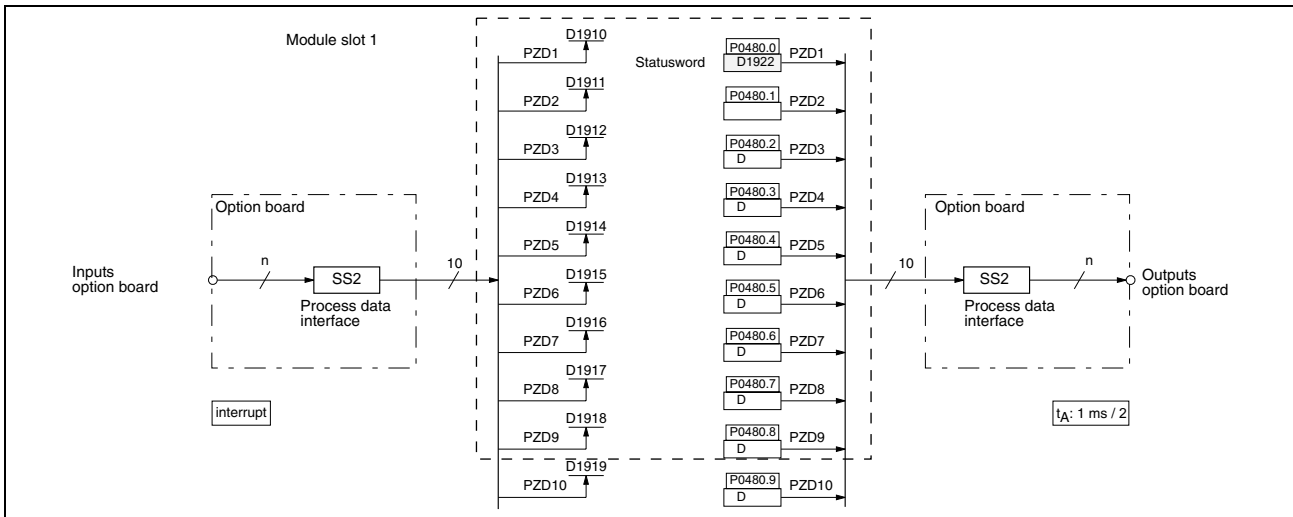 Module slot 1
Inputs
option board
Option board
n
SS2
Process data
interface
10
interrupt
PZD1
D1910
PZD2
D1911
PZD3
D1912
PZD4
D1913
PZD5
D1914
PZD6
D1915
PZD7
D1916
PZD8
D1917
PZD9
D1918
PZD10
D1919
Statusword
P0480.0
D1922
PZD1
P0480.1
PZD2
P0480.2
D
PZD3
P0480.3
D
PZD4
P0480.4
D
PZD5
P0480.5
D
PZD6
P0480.6
D
PZD7
P0480.7
D
PZD8
P0480.8
D
PZD9
P0480.9
D
PZD10
10
Option board
SS2
Process data
interface
n
Outputs
option board
tA: 1 ms / 2